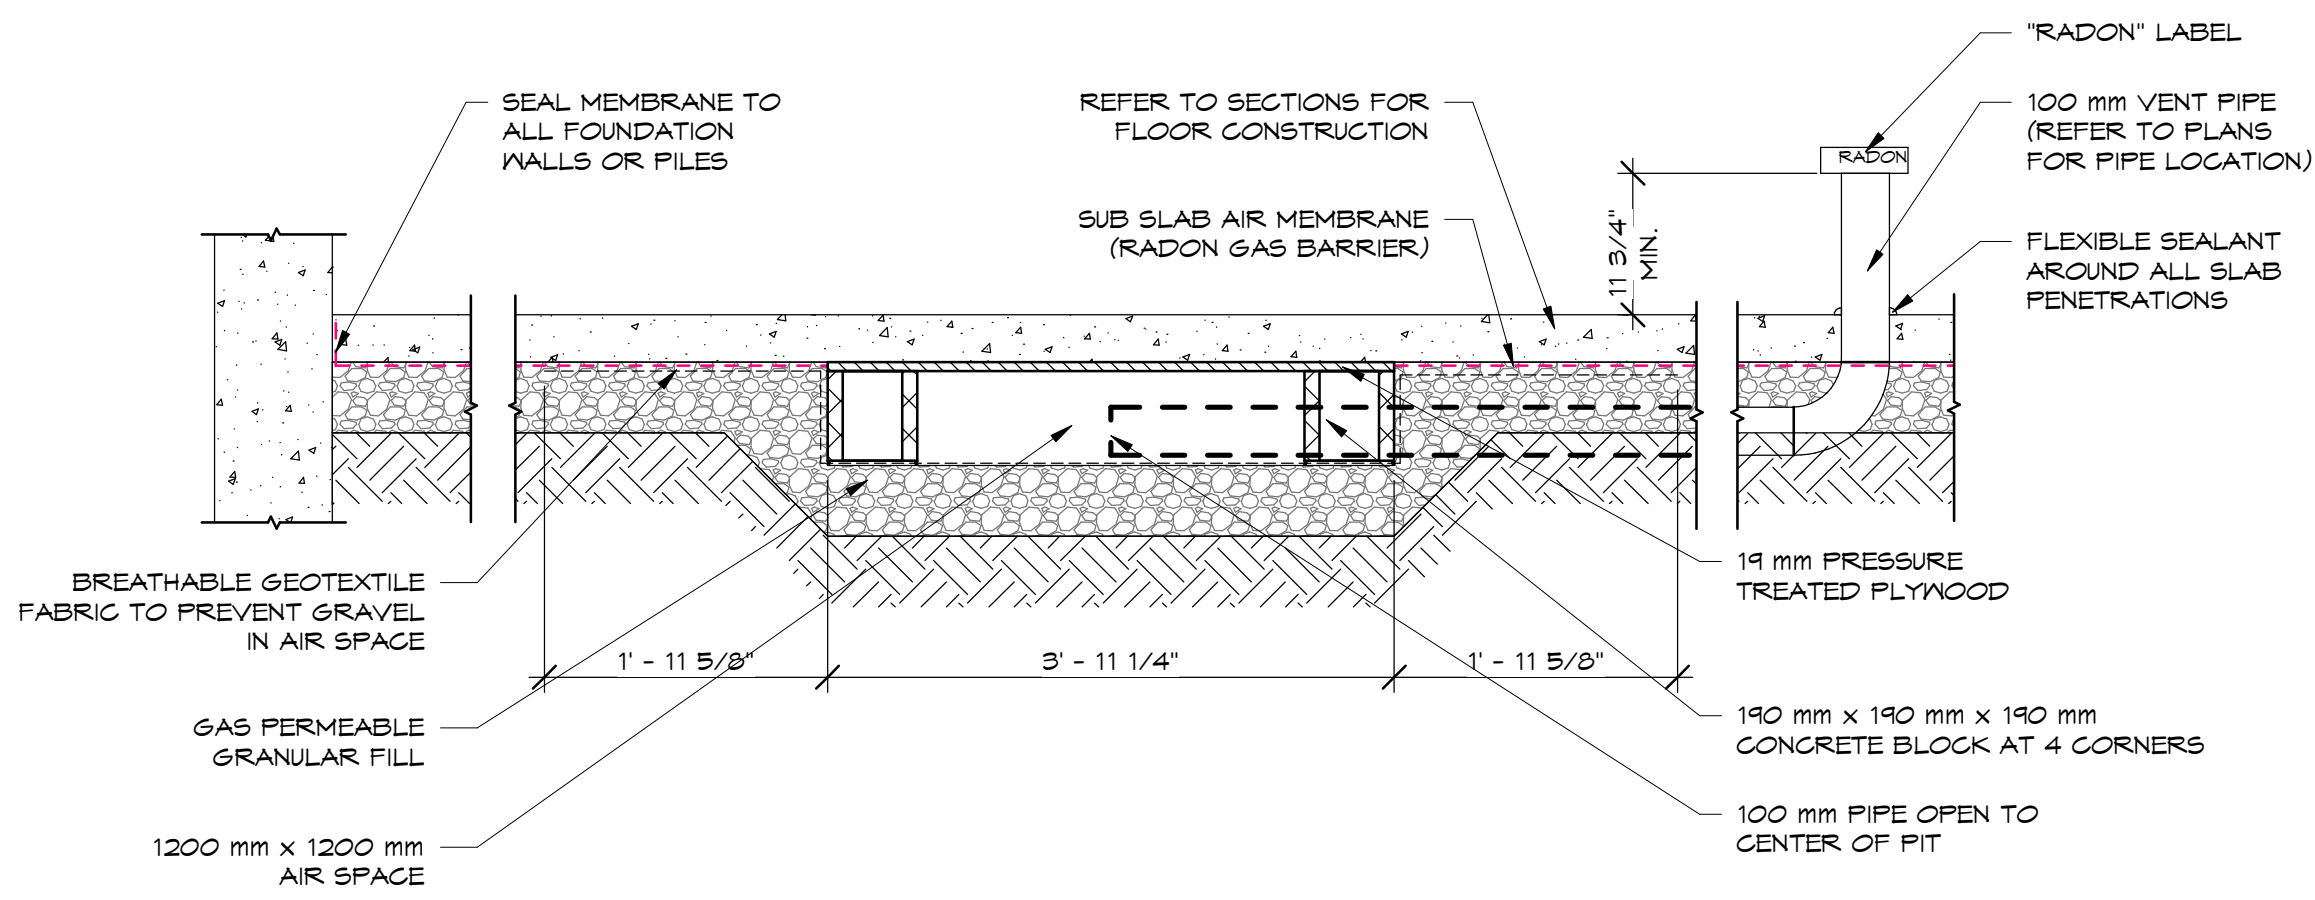 "RADON" LABEL
SEAL MEMBRANE TO
ALL FOUNDATION
WALLS OR PILES
REFER TO SECTIONS FOR
FLOOR CONSTRUCTION
100 mm VENT PIPE
(REFER TO PLANS
FOR PIPE LOCATION)
RADON
SUB SLAB AIR MEMBRANE
(RADON GAS BARRIER)
11 3/4"
MIN.
FLEXIBLE SEALANT
AROUND ALL SLAB
PENETRATIONS
BREATHABLE GEOTEXTILE
FABRIC TO PREVENT GRAVEL
IN AIR SPACE
19 mm PRESSURE
TREATED PLYWOOD
1' - 11 5/8"
3' - 11 1/4"
1' - 11 5/8"
GAS PERMEABLE
GRANULAR FILL
190 mm x 190 mm x 190 mm
CONCRETE BLOCK AT 4 CORNERS
1200 mm x 1200 mm
AIR SPACE
100 mm PIPE OPEN TO
CENTER OF PIT